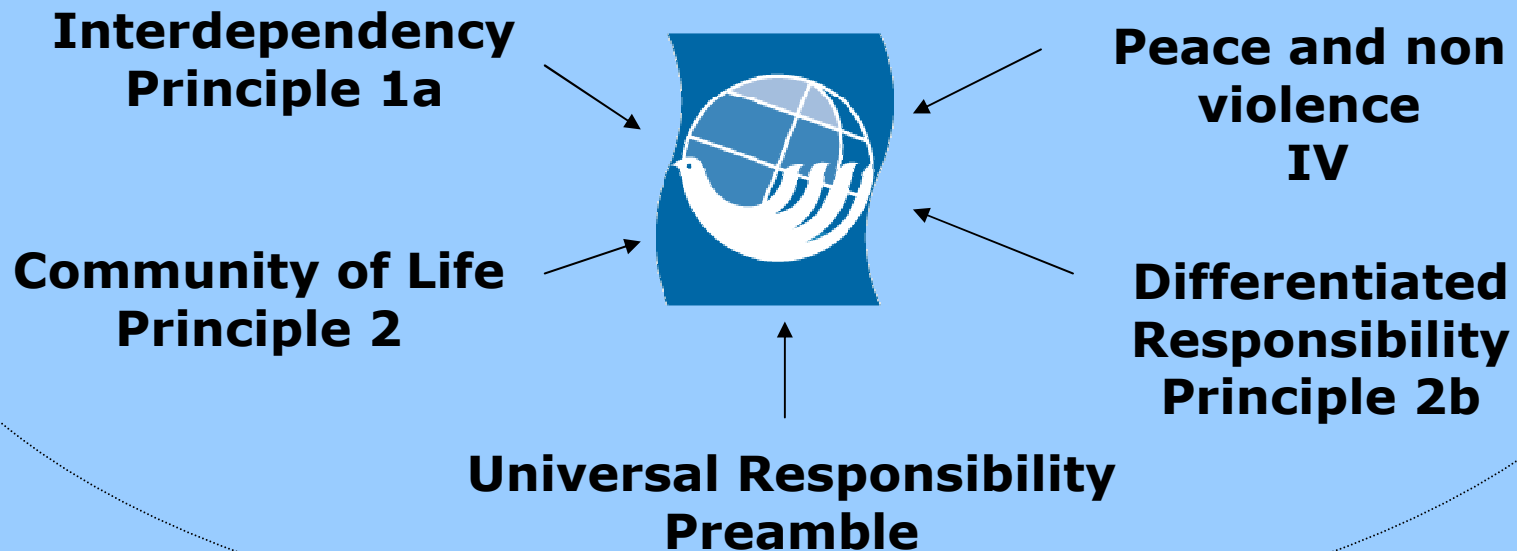 Interdependency
Principle 1a
Peace and non
violence
IV
Community of Life
Principle 2
Differentiated
Responsibility
Principle 2b
Universal Responsibility
Preamble